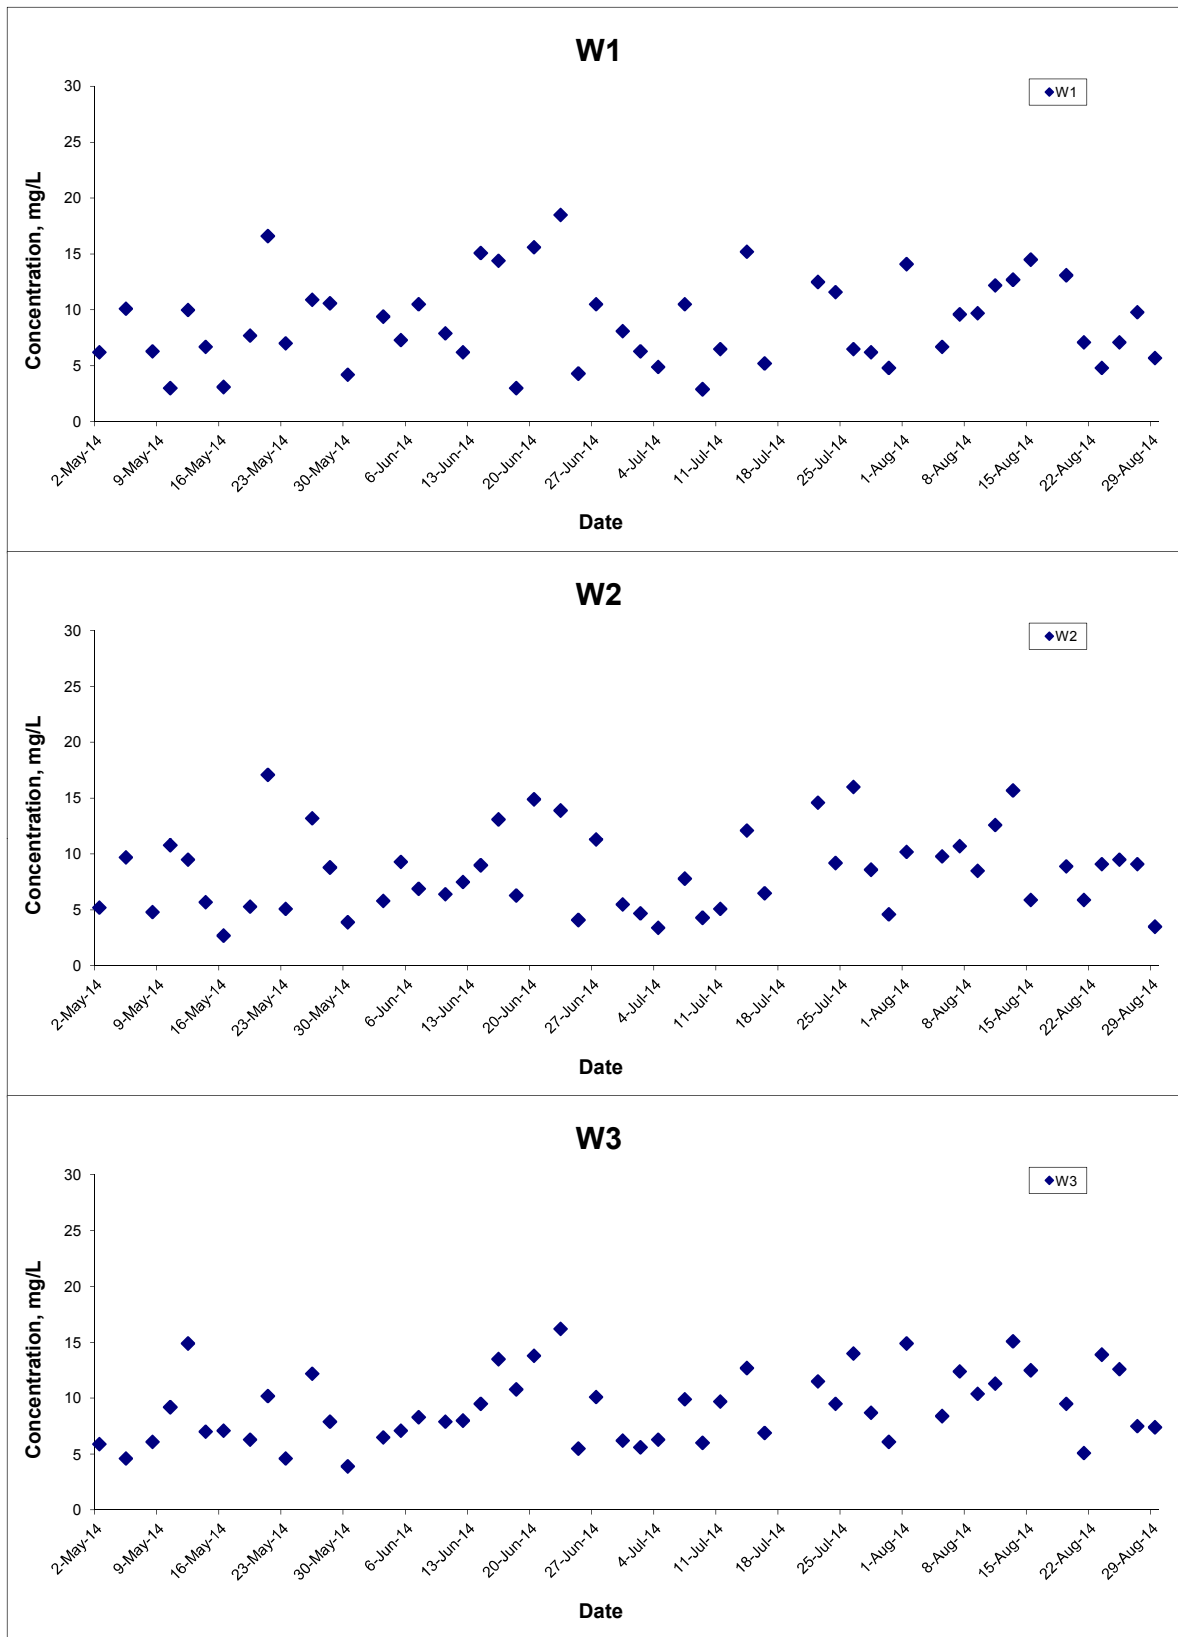 W1
W1
30
25
20
15
10
5
0
Concentration, mg/L
2-May-14
9-May-14
16-May-14
23-May-14
30-May-14
6-Jun-14
13-Jun-14
20-Jun-14
27-Jun-14
4-Jul-14
11-Jul-14
18-Jul-14
25-Jul-14
1-Aug-14
8-Aug-14
15-Aug-14
22-Aug-14
29-Aug-14
Date
W2
W2
30
25
20
15
10
5
0
Concentration, mg/L
2-May-14
9-May-14
16-May-14
23-May-14
30-May-14
6-Jun-14
13-Jun-14
20-Jun-14
27-Jun-14
4-Jul-14
11-Jul-14
18-Jul-14
25-Jul-14
1-Aug-14
8-Aug-14
15-Aug-14
22-Aug-14
29-Aug-14
Date
W3
W3
30
25
20
15
10
5
0
Concentration, mg/L
2-May-14
9-May-14
16-May-14
23-May-14
30-May-14
6-Jun-14
13-Jun-14
20-Jun-14
27-Jun-14
4-Jul-14
11-Jul-14
18-Jul-14
25-Jul-14
1-Aug-14
8-Aug-14
15-Aug-14
22-Aug-14
29-Aug-14
Date